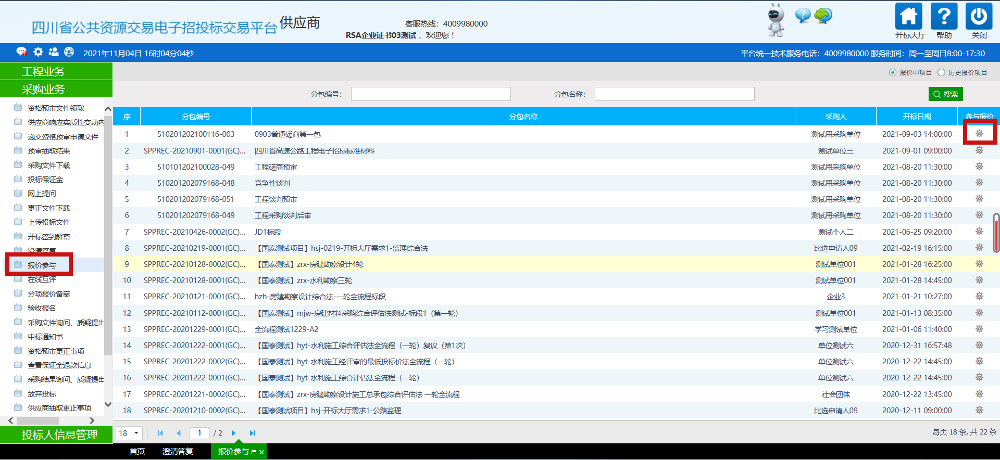 四川省公共资源交易电子招投标交易平台 供应商
客服热线：4009980000
RSA企业证书03测试 ，欢迎您！
开标大厅 帮助 关闭
2021年11月04日 16时04分04秒
平台统一技术服务电话：4009980000 服务时间：周一至周日8:00-17:30
工程业务
采购业务
资格预审文件领取
供应商响应实质性变动内
递交资格预审申请文件
预审抽取结果
采购文件下载
投标保证金
网上提问
更正文件下载
上传投标文件
开标签到解密
澄清答复
报价参与
在线互评
分项报价备案
验收报名
采购文件询问、质疑提出
中标通知书
资格预审更正事项
查看保证金退款信息
采购结果询问、质疑提出
放弃投标
供应商抽取更正事项
投标人信息管理
报价中项目 历史报价项目
分包编号： 分包名称： 搜索
序 分包编号 分包名称 采购人 开标日期 参与报价
1 510201202100116-003 0903普通磋商第一包 测试用采购单位 2021-09-03 14:00:00
2 SPPREC-20210901-0001(GC)... 四川省高速公路工程电子招标标准材料 测试单位三 2021-09-01 09:00:00
3 510101202100028-049 工程磋商预审 测试用采购单位 2021-08-20 11:30:00
4 510201202079168-048 竞争性谈判 测试用采购单位 2021-08-20 11:30:00
5 510201202079168-051 工程谈判预审 测试用采购单位 2021-08-20 11:30:00
6 510201202079168-049 工程采购谈判后审 测试用采购单位 2021-08-20 11:30:00
7 SPPREC-20210426-0002(GC)... JD1标段 测试个人二 2021-06-25 09:20:00
8 SPPREC-20210219-0001(GC)... 【国泰测试项目】hsj-0219-开标大厅需求1-监理综合法 比选申请人09 2021-02-19 16:15:00
9 SPPREC-20210128-0002(GC)... 【国泰测试】zrx-房建勘察设计4轮 测试单位001 2021-01-28 16:25:00
10 SPPREC-20210128-0001(GC)... 【国泰测试】zrx-水利勘察三轮 测试单位001 2021-01-28 14:45:00
11 SPPREC-20210121-0001(GC)... hzh-房建勘察设计综合法-一轮全流程标段 企业3 2021-01-21 10:27:00
12 SPPREC-20210112-0001(GC)... 【国泰测试】mjw-房建材料采购综合评估法测试-标段1（第一轮） 测试单位001 2021-01-13 08:35:00
13 SPPREC-20201229-0001(GC)... 全流程测试1229-A2 学习测试单位 2021-01-06 11:40:00
14 SPPREC-20201222-0001(GC)... 【国泰测试】hyt-水利施工综合评估法全流程（一轮）复议（第1次） 单位测试六 2020-12-31 16:57:48
15 SPPREC-20201222-0002(GC)... 【国泰测试】hyt-水利施工经评审的最低投标价法全流程（一轮） 单位测试六 2020-12-22 14:45:00
16 SPPREC-20201222-0001(GC)... 【国泰测试】hyt-水利施工综合评估法全流程（一轮） 单位测试六 2020-12-22 14:45:00
17 SPPREC-20201221-0002(GC)... 【国泰测试】zrx-房建勘察设计施工总承包综合评估法 一轮全流程 社会团体 2020-12-22 13:45:00
18 SPPREC-20201210-0002(GC)... 【国泰测试项目】hsj-开标大厅需求1-公路监理 比选申请人09 2020-12-11 09:00:00
18 1 / 2 每页 18 条, 共 22 条
首页 澄清答复 报价参与